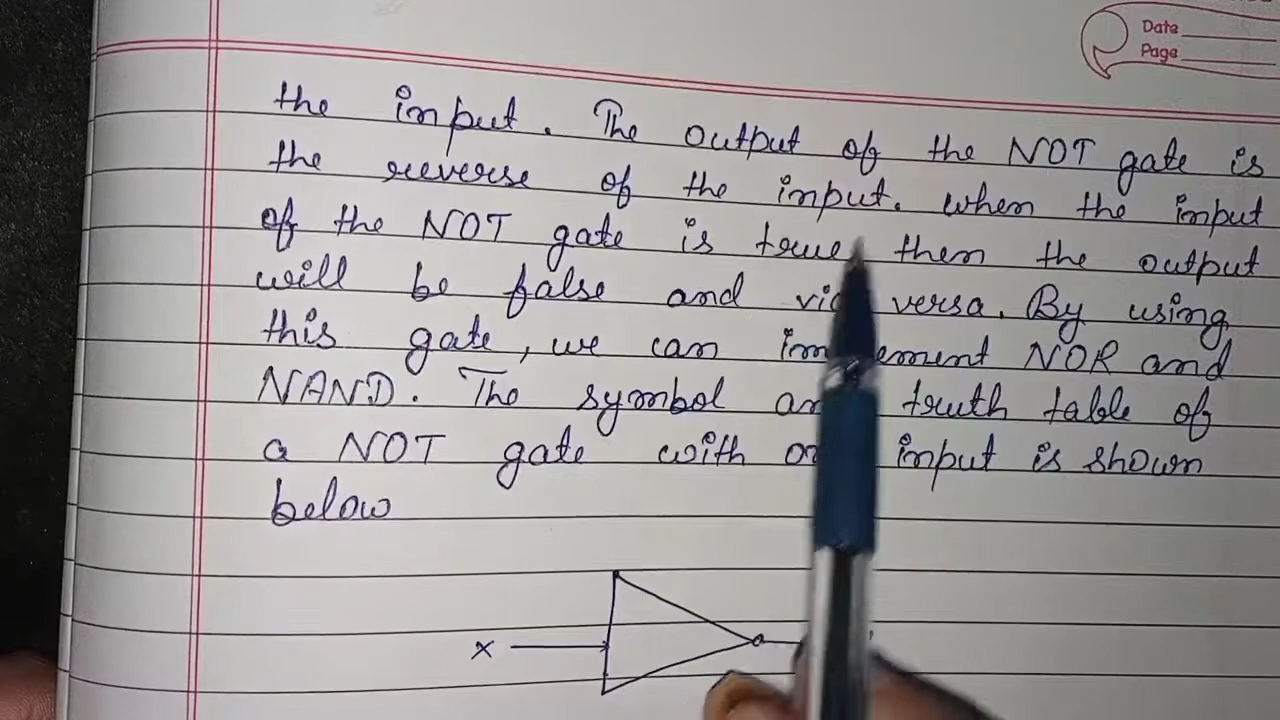 Date
Page
the input. The output of the NOT gate is
the reverse of the input. when the input
of the NOT gate is true then the output
will be false and versa. By using
this gate, we can NOR and
NAND. The symbol truth table of
a NOT gate with input is shown
below
x